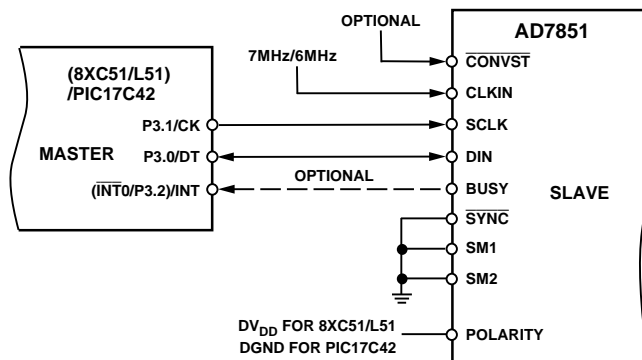 OPTIONAL
AD7851
7MHz/6MHz
CONVST
(8XC51/L51)
/PIC17C42
CLKIN
P3.1/CK
SCLK
MASTER
P3.0/DT
DIN
OPTIONAL
(INT0/P3.2)/INT
BUSY
SLAVE
SYNC
SM1
SM2
DVDD FOR 8XC51/L51
DGND FOR PIC17C42
POLARITY